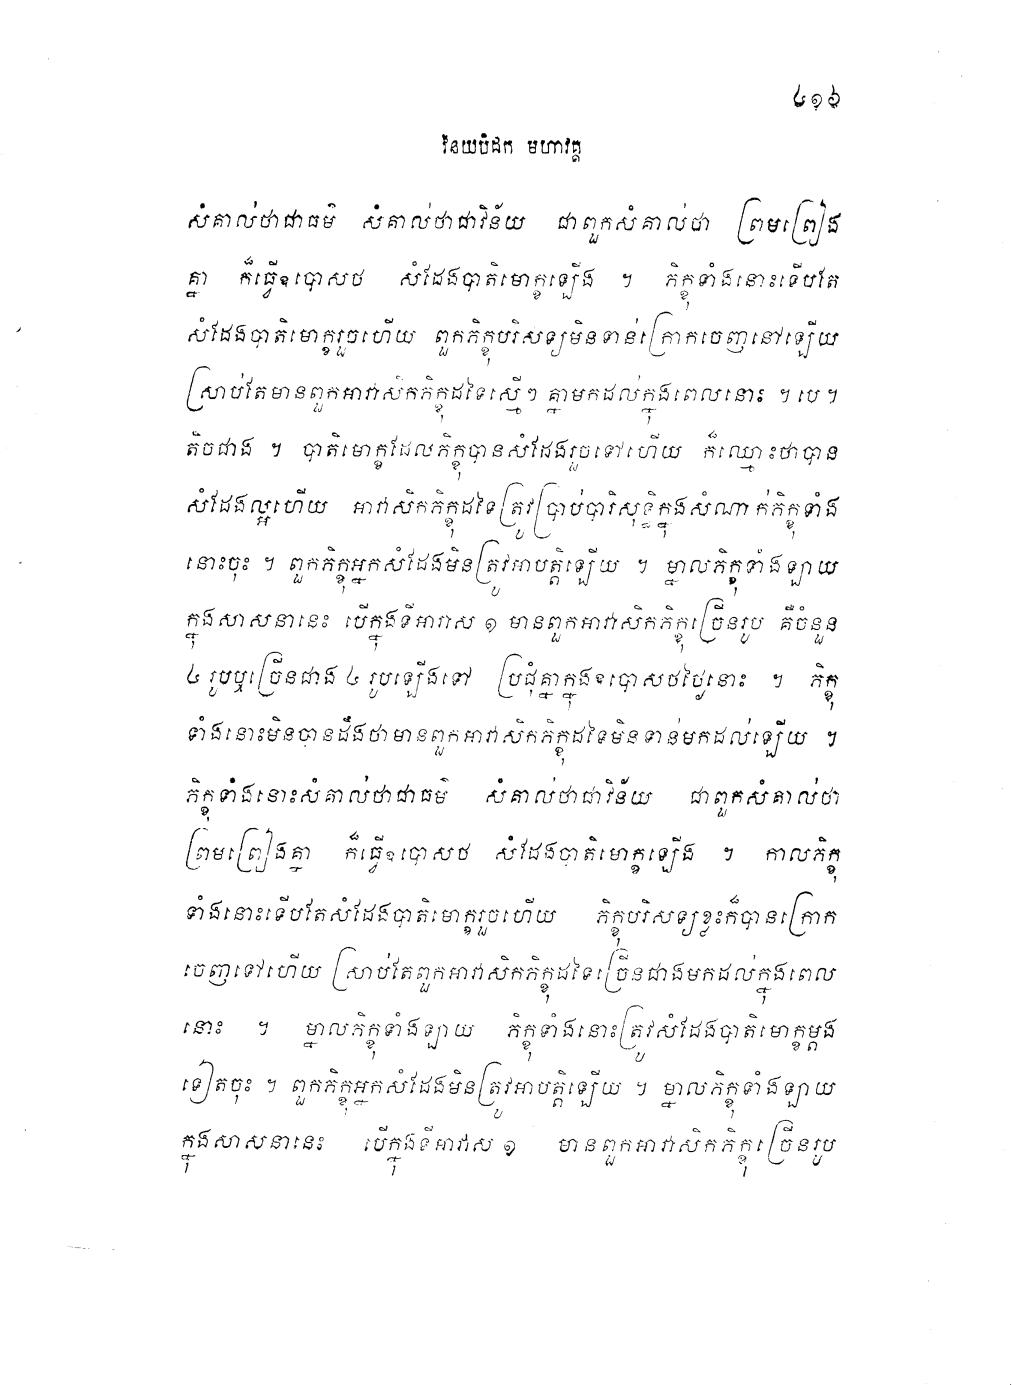 ៤១៦
វិនយបិដក មហាវគ្គ
សំគាល់ថាជាធម៌ សំគាល់ថាជាវិន័យ ជាពួកសំគាល់ថា ព្រមព្រៀង
គ្នា ក៏ធ្វើឧបោសថ សំដែងបាតិមោក្ខឡើង ។ ភិក្ខុទាំងនោះទើបតែ
សំដែងបាតិមោក្ខរួចហើយ ពួកភិក្ខុបរិសទ្យមិនទាន់ក្រោកចេញនៅឡើយ
ស្រាប់តែមានពួកអាវាសិកភិក្ខុដទៃស្មើៗ គ្នាមកដល់ក្នុងពេលនោះ ។ បេ ។
តិចជាង ។ បាតិមោក្ខដែលភិក្ខុបានសំដែងរួចទៅហើយ ក៏ឈ្មោះថាបាន
សំដែងល្អហើយ អាវាសិកភិក្ខុដទៃត្រូវប្រាប់បារិសុទ្ធិក្នុងសំណាក់ភិក្ខុទាំង
នោះចុះ ។ ពួកភិក្ខុអ្នកសំដែងមិនត្រូវអាបត្តិឡើយ ។ ម្នាលភិក្ខុទាំងឡាយ
ក្នុងសាសនានេះ បើក្នុងទីអាវាស ១ មានពួកអាវាសិកភិក្ខុច្រើនរូប គឺចំនួន
៤ រូបឬច្រើនជាង ៤ រូបឡើងទៅ ប្រជុំគ្នាក្នុងឧបោសថថ្ងៃនោះ ។ ភិក្ខុ
ទាំងនោះមិនបានដឹងថាមានពួកអាវាសិកភិក្ខុដទៃមិនទាន់មកដល់ឡើយ ។
ភិក្ខុទាំងនោះសំគាល់ថាជាធម៌ សំគាល់ថាជាវិន័យ ជាពួកសំគាល់ថា
ព្រមព្រៀងគ្នា ក៏ធ្វើឧបោសថ សំដែងបាតិមោក្ខឡើង ។ កាលភិក្ខុ
ទាំងនោះទើបតែសំដែងបាតិមោក្ខរួចហើយ ភិក្ខុបរិសទ្យខ្លះក៏បានក្រោក
ចេញទៅហើយ ស្រាប់តែពួកអាវាសិកភិក្ខុដទៃច្រើនជាងមកដល់ក្នុងពេល
នោះ ។ ម្នាលភិក្ខុទាំងឡាយ ភិក្ខុទាំងនោះត្រូវសំដែងបាតិមោក្ខម្តង
ទៀតចុះ ។ ពួកភិក្ខុអ្នកសំដែងមិនត្រូវអាបត្តិឡើយ ។ ម្នាលភិក្ខុទាំងឡាយ
ក្នុងសាសនានេះ បើក្នុងទីអាវាស ១ មានពួកអាវាសិកភិក្ខុច្រើនរូប